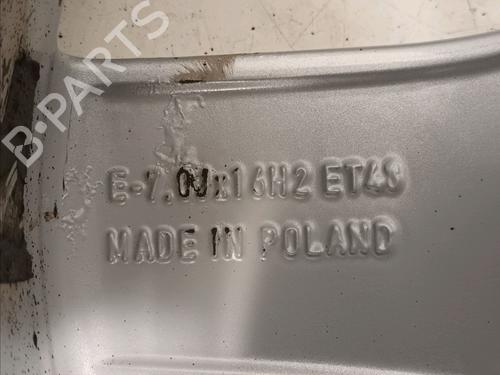 B-PARTS
E-7,0Jx16H2 ET48
MADE IN POLAND